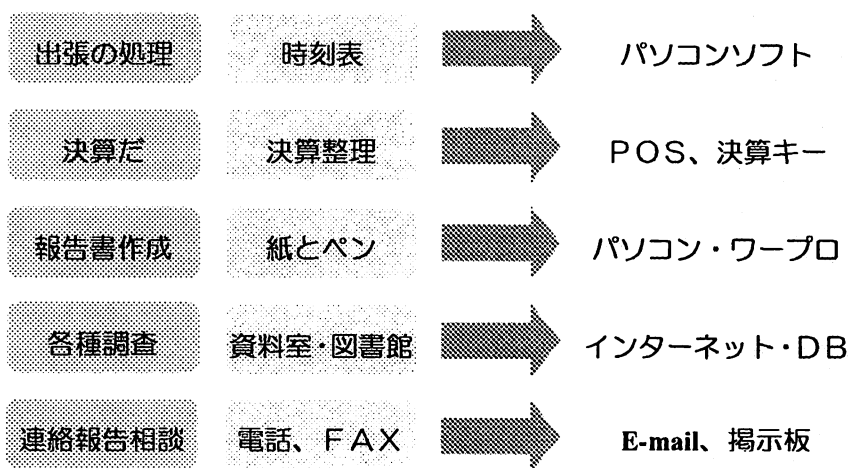 出張の処理 時刻表 パソコンソフト
決算だ 決算整理 ＰＯＳ、決算キー
報告書作成 紙とペン パソコン・ワープロ
各種調査 資料室・図書館 インターネット・ＤＢ
連絡報告相談 電話、ＦＡＸ E-mail、掲示板